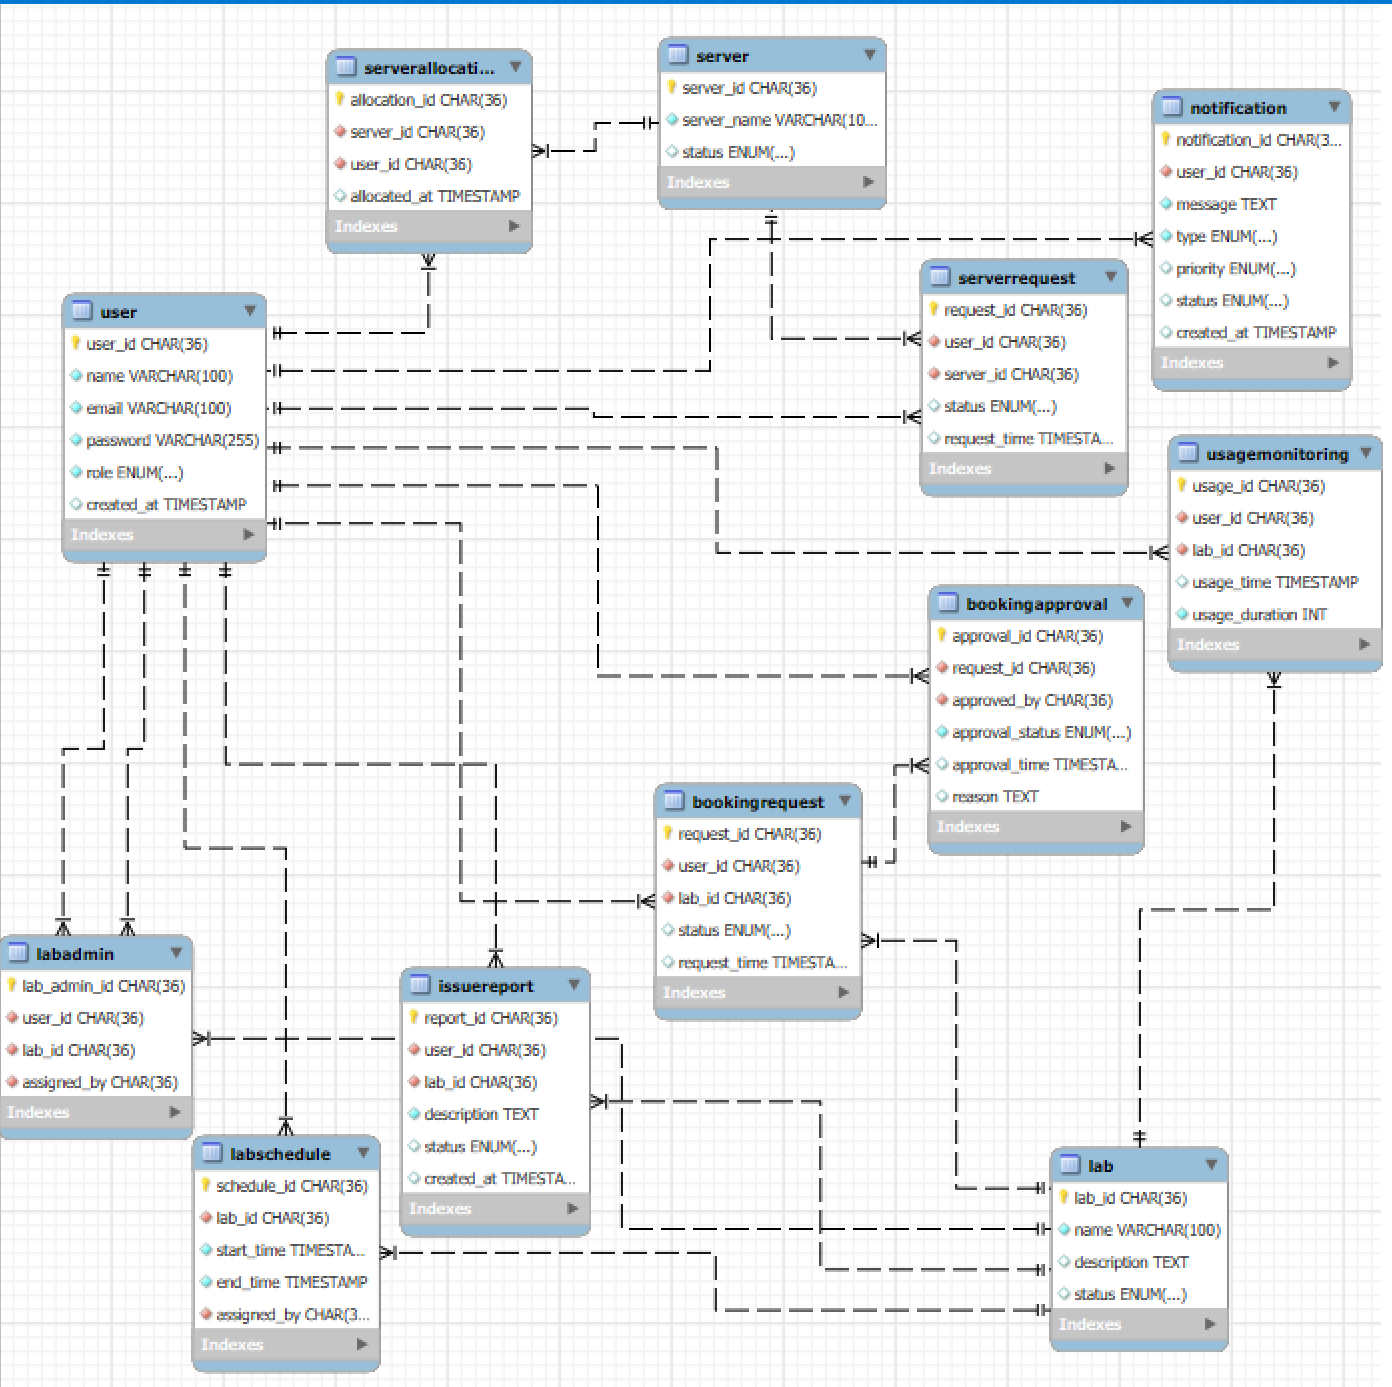 serverallocati...
allocation_id CHAR(36)
server_id CHAR(36)
user_id CHAR(36)
allocated_at TIMESTAMP
Indexes
server
server_id CHAR(36)
server_name VARCHAR(10...
status ENUM(...)
Indexes
notification
notification_id CHAR(3...
user_id CHAR(36)
message TEXT
type ENUM(...)
priority ENUM(...)
status ENUM(...)
created_at TIMESTAMP
Indexes
serverrequest
request_id CHAR(36)
user_id CHAR(36)
server_id CHAR(36)
status ENUM(...)
request_time TIMESTA...
Indexes
user
user_id CHAR(36)
name VARCHAR(100)
email VARCHAR(100)
password VARCHAR(255)
role ENUM(...)
created_at TIMESTAMP
Indexes
usagemonitoring
usage_id CHAR(36)
user_id CHAR(36)
lab_id CHAR(36)
usage_time TIMESTAMP
usage_duration INT
Indexes
bookingapproval
approval_id CHAR(36)
request_id CHAR(36)
approved_by CHAR(36)
approval_status ENUM(...)
approval_time TIMESTA...
reason TEXT
Indexes
bookingrequest
request_id CHAR(36)
user_id CHAR(36)
lab_id CHAR(36)
status ENUM(...)
request_time TIMESTA...
Indexes
labadmin
lab_admin_id CHAR(36)
user_id CHAR(36)
lab_id CHAR(36)
assigned_by CHAR(36)
Indexes
issuereport
report_id CHAR(36)
user_id CHAR(36)
lab_id CHAR(36)
description TEXT
status ENUM(...)
created_at TIMESTA...
Indexes
labschedule
schedule_id CHAR(36)
lab_id CHAR(36)
start_time TIMESTA...
end_time TIMESTAMP
assigned_by CHAR(3...
Indexes
lab
lab_id CHAR(36)
name VARCHAR(100)
description TEXT
status ENUM(...)
Indexes